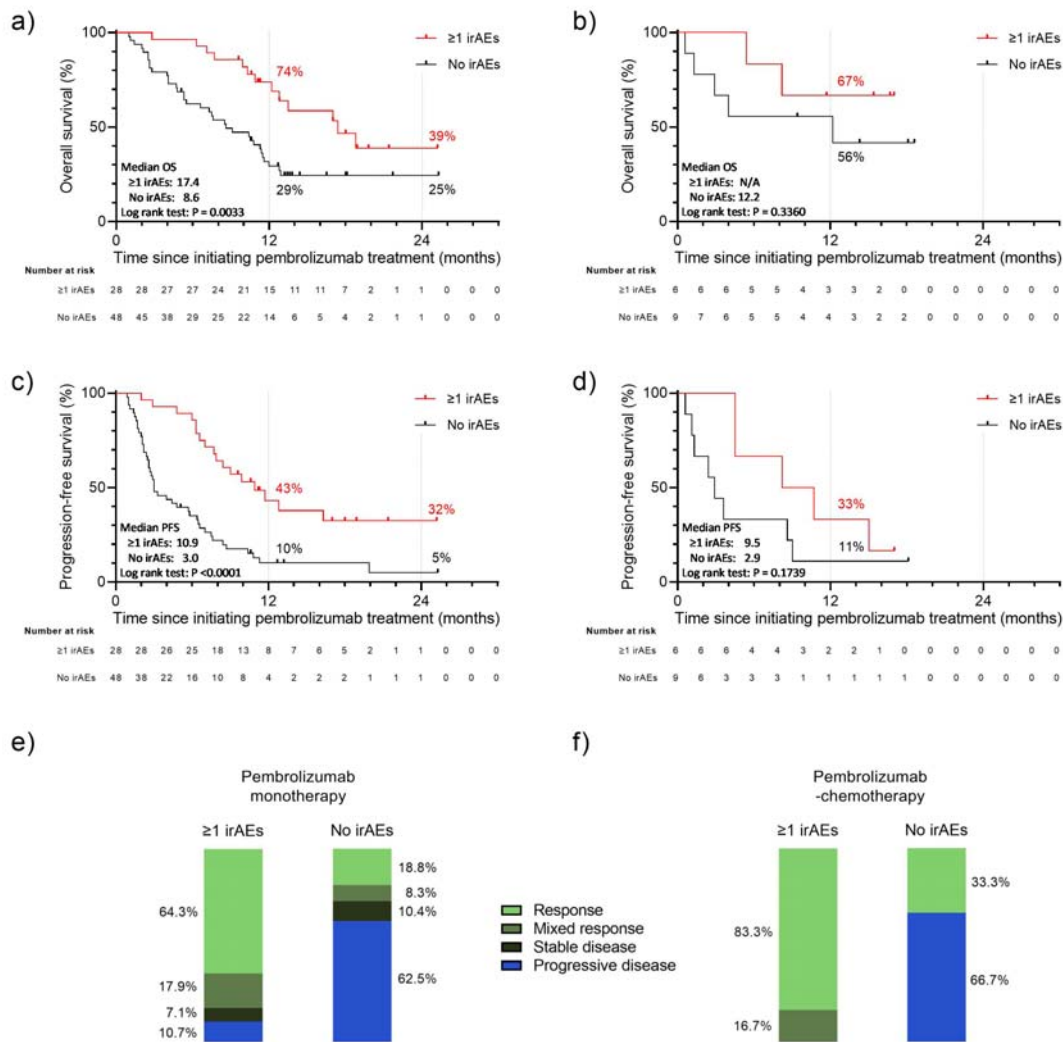 a)
100
50
0
Overall survival (%)
≥1 irAEs
No irAEs
74%
39%
29%
25%
Median OS
≥1 irAEs: 17.4
No irAEs: 8.6
Log rank test: P = 0.0033
0 12 24
Time since initiating pembrolizumab treatment (months)
Number at risk
≥1 irAEs 28 28 27 27 24 21 15 11 11 7 2 1 1 0 0
No irAEs 48 45 38 29 25 22 14 6 5 4 2 1 1 0 0
b)
100
50
0
Overall survival (%)
≥1 irAEs
No irAEs
67%
56%
Median OS
≥1 irAEs: N/A
No irAEs: 12.2
Log rank test: P = 0.3360
0 12 24
Time since initiating pembrolizumab treatment (months)
Number at risk
≥1 irAEs 6 6 6 5 5 4 3 3 2 0 0 0 0 0 0
No irAEs 9 7 6 5 5 4 4 3 2 2 0 0 0 0 0
c)
100
50
0
Progression-free survival (%)
≥1 irAEs
No irAEs
43%
32%
10%
5%
Median PFS
≥1 irAEs: 10.9
No irAEs: 3.0
Log rank test: P <0.0001
0 12 24
Time since initiating pembrolizumab treatment (months)
Number at risk
≥1 irAEs 28 28 26 25 18 13 8 7 6 5 2 1 1 0 0
No irAEs 48 38 22 16 10 8 4 2 2 2 1 1 1 0 0
d)
100
50
0
Progression-free survival (%)
≥1 irAEs
No irAEs
33%
11%
Median PFS
≥1 irAEs: 9.5
No irAEs: 2.9
Log rank test: P = 0.1739
0 12 24
Time since initiating pembrolizumab treatment (months)
Number at risk
≥1 irAEs 6 6 6 4 4 3 2 2 1 0 0 0 0 0 0
No irAEs 9 6 3 3 3 1 1 1 1 1 0 0 0 0 0
e)
Pembrolizumab
monotherapy
≥1 irAEs
No irAEs
64.3%
17.9%
7.1%
10.7%
18.8%
8.3%
10.4%
62.5%
Response
Mixed response
Stable disease
Progressive disease
f)
Pembrolizumab
-chemotherapy
≥1 irAEs
No irAEs
83.3%
16.7%
33.3%
66.7%